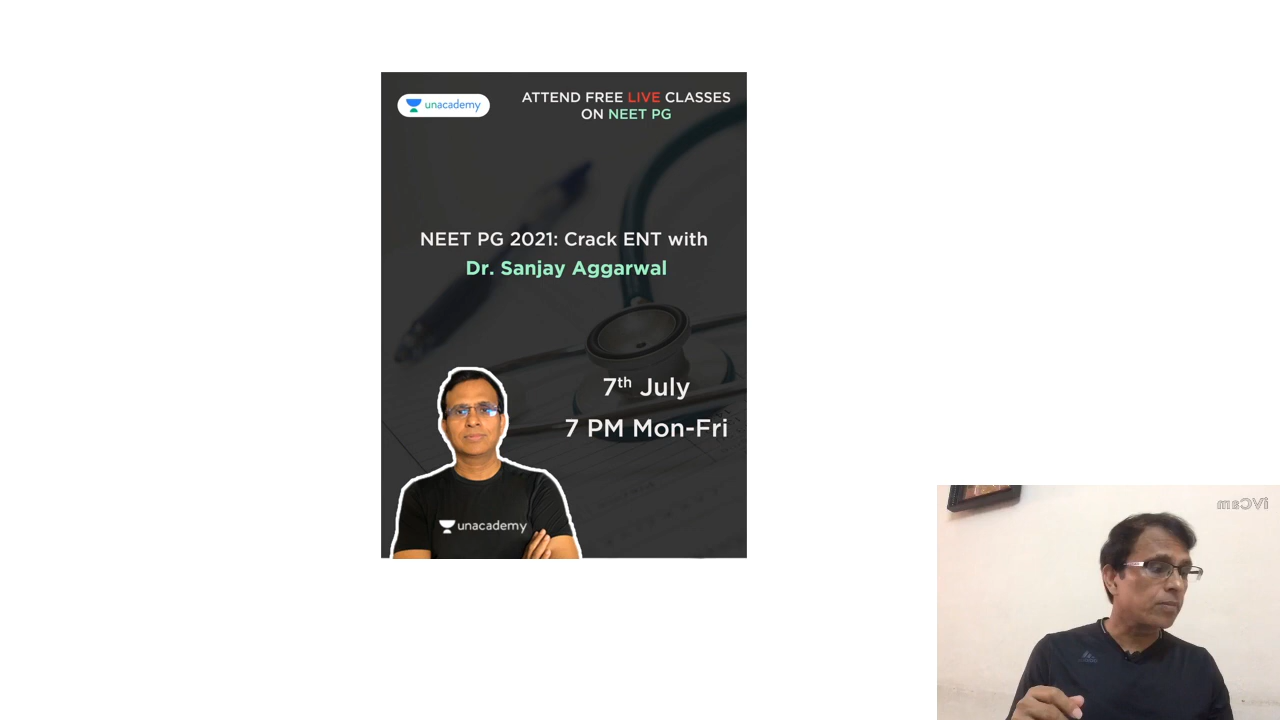 unacademy
ATTEND FREE LIVE CLASSES
ON NEET PG
NEET PG 2021: Crack ENT with
Dr. Sanjay Aggarwal
7th July
7 PM Mon-Fri
unacademy
iVCam